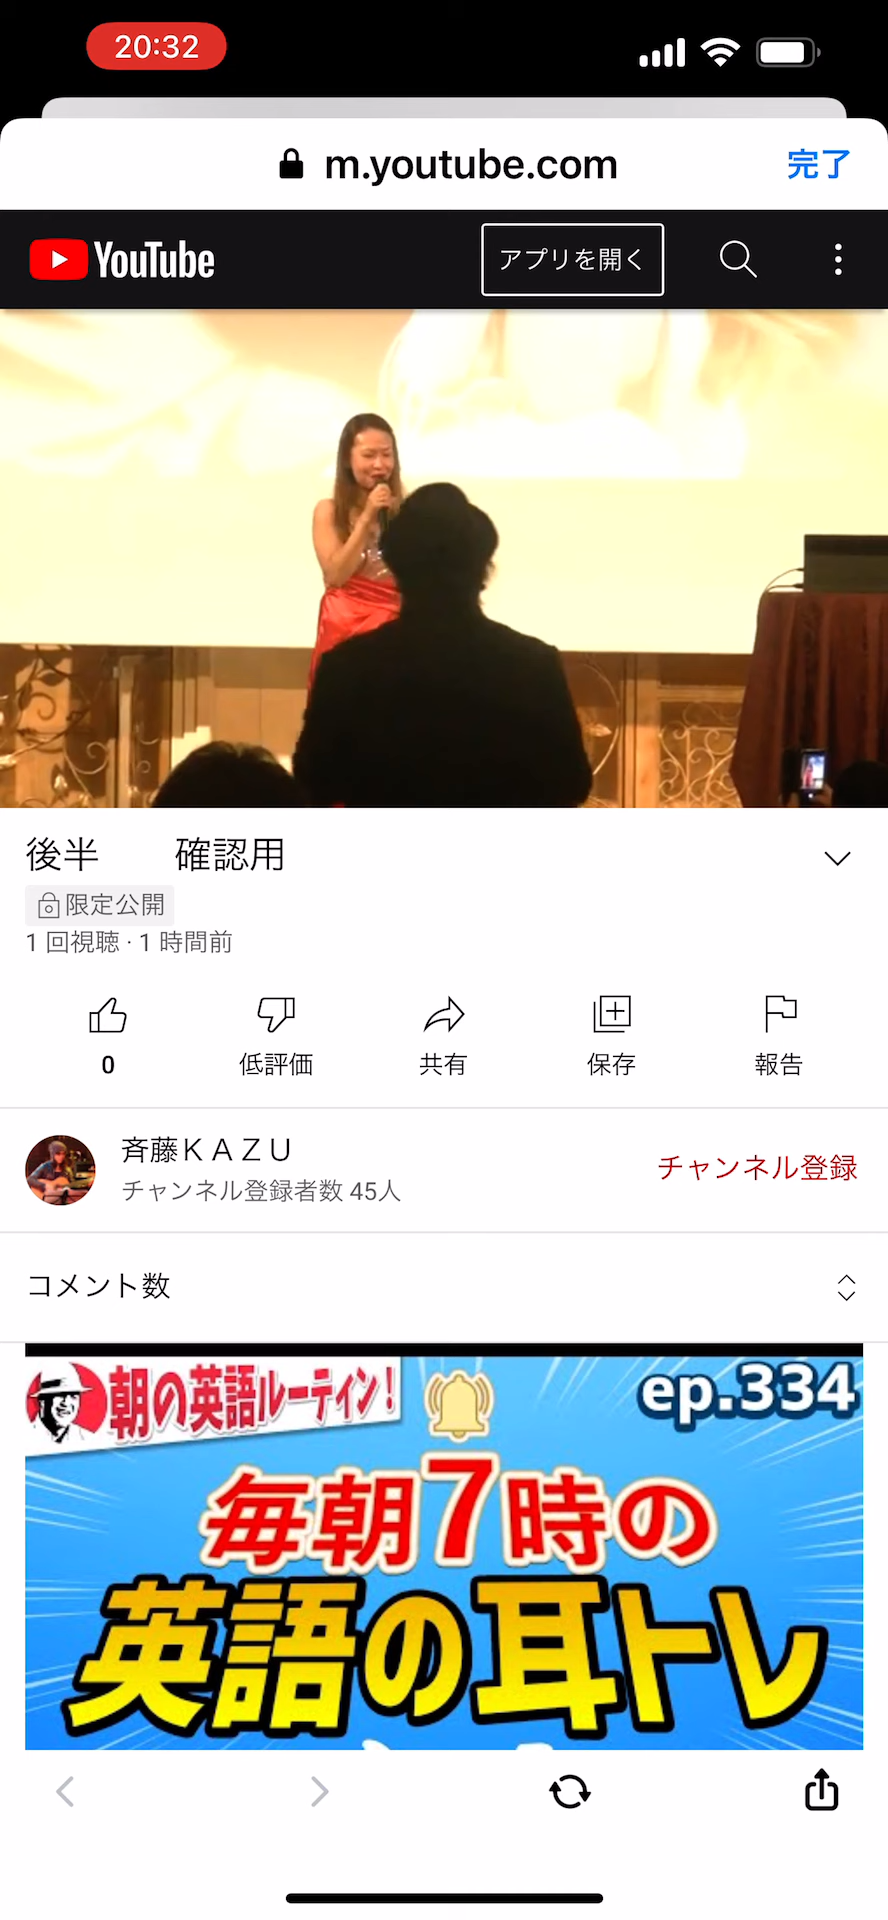 20:32
m.youtube.com 完了
YouTube アプリを開く
後半 確認用
限定公開
1 回視聴 · 1 時間前
0 低評価 共有 保存 報告
斉藤ＫＡＺＵ
チャンネル登録者数 45人
チャンネル登録
コメント数
朝の英語ルーティン！
ep.334
毎朝7時の
英語の耳トレ